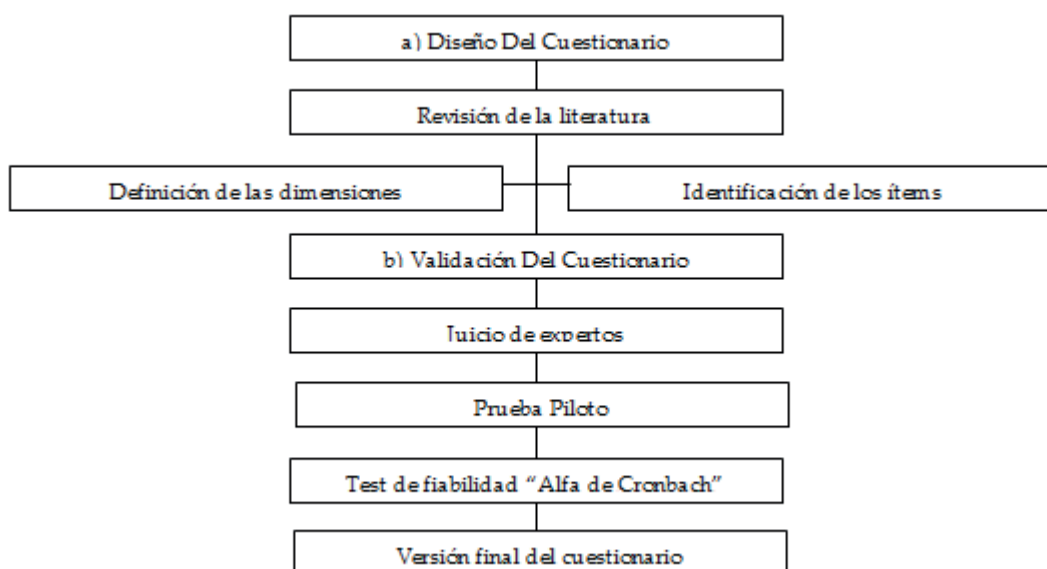 a) Diseño Del Cuestionario
Revisión de la literatura
Definición de las dimensiones
Identificación de los ítems
b) Validación Del Cuestionario
Juicio de expertos
Prueba Piloto
Test de fiabilidad “Alfa de Cronbach”
Versión final del cuestionario